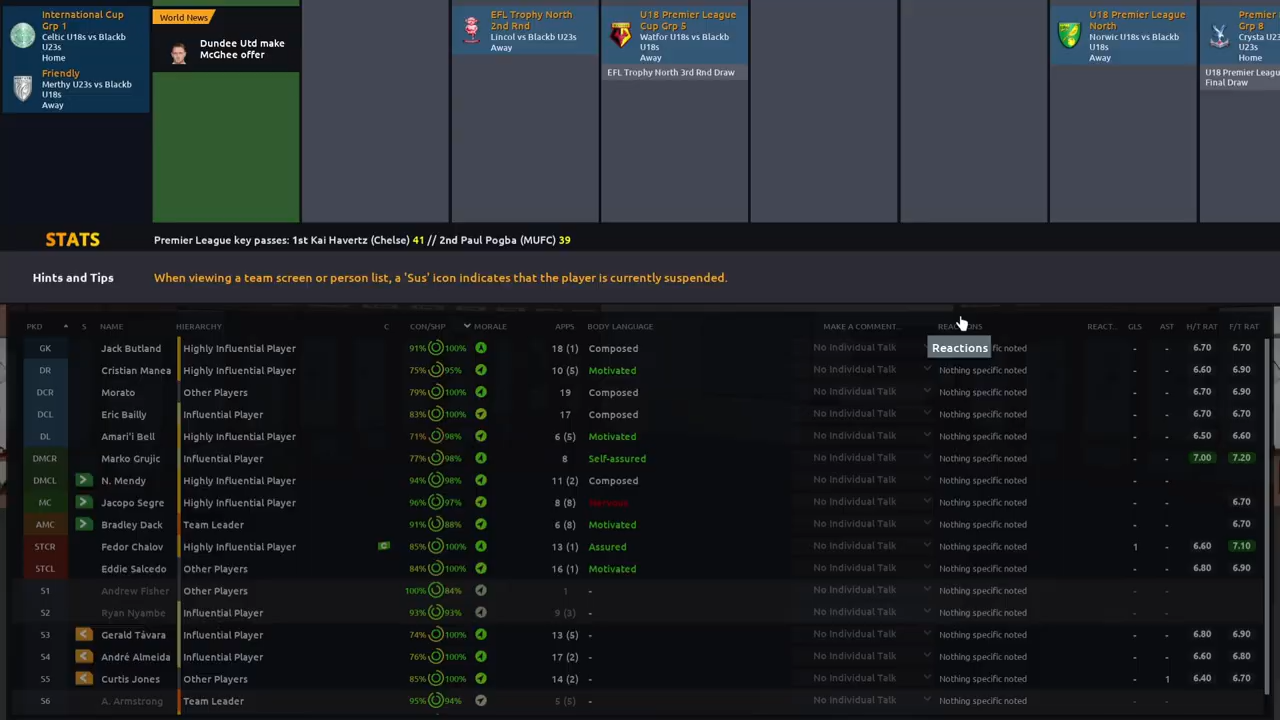 International Cup
Grp 1
Celtic U18s vs Blackb
U23s
Home
Friendly
Merthy U23s vs Blackb
U18s
Away
World News
Dundee Utd make
McGhee offer
EFL Trophy North
2nd Rnd
Lincol vs Blackb U23s
Away
U18 Premier League
Cup Grp 5
Watfor U18s vs Blackb
U18s
Away
EFL Trophy North 3rd Rnd Draw
U18 Premier League
North
Norwic U18s vs Blackb
U18s
Away
Premier
Grp 8
Crysta U23
U23s
Home
U18 Premier Leagu
Final Draw
STATS Premier League key passes: 1st Kai Havertz (Chelse) 41 // 2nd Paul Pogba (MUFC) 39
Hints and Tips When viewing a team screen or person list, a 'Sus' icon indicates that the player is currently suspended.
PKD S NAME HIERARCHY C CON/SHP MORALE APPS BODY LANGUAGE MAKE A COMMENT... REACTIONS REACT... GLS AST H/T RAT F/T RAT
Reactions
GK Jack Butland Highly Influential Player 91% 100% 18 (1) Composed No Individual Talk fic noted - - 6.70 6.70
DR Cristian Manea Highly Influential Player 75% 95% 10 (5) Motivated No Individual Talk Nothing specific noted - - 6.60 6.90
DCR Morato Other Players 79% 100% 19 Composed No Individual Talk Nothing specific noted - - 6.70 6.90
DCL Eric Bailly Influential Player 83% 100% 17 Composed No Individual Talk Nothing specific noted - - 6.70 6.70
DL Amari'i Bell Highly Influential Player 71% 98% 6 (5) Motivated No Individual Talk Nothing specific noted - - 6.50 6.60
DMCR Marko Grujic Influential Player 77% 98% 8 Self-assured No Individual Talk Nothing specific noted - - 7.00 7.20
DMCL N. Mendy Highly Influential Player 94% 98% 11 (2) Composed No Individual Talk Nothing specific noted - -
MC Jacopo Segre Highly Influential Player 96% 97% 8 (8) Nervous No Individual Talk Nothing specific noted - - 6.70
AMC Bradley Dack Team Leader 91% 88% 6 (8) Motivated No Individual Talk Nothing specific noted - - 6.70
STCR Fedor Chalov Highly Influential Player 85% 100% 13 (1) Assured No Individual Talk Nothing specific noted 1 - 6.60 7.10
STCL Eddie Salcedo Other Players 84% 100% 16 (1) Motivated No Individual Talk Nothing specific noted - - 6.80 6.90
S1 Andrew Fisher Other Players 100% 84% 1 - No Individual Talk Nothing specific noted - -
S2 Ryan Nyambe Influential Player 93% 93% 9 (3) - No Individual Talk Nothing specific noted - -
S3 Gerald Távara Influential Player 74% 100% 13 (5) - No Individual Talk Nothing specific noted - - 6.80 6.90
S4 André Almeida Influential Player 76% 100% 17 (2) - No Individual Talk Nothing specific noted - - 6.60 6.80
S5 Curtis Jones Other Players 85% 100% 14 (2) - No Individual Talk Nothing specific noted - 1 6.40 6.70
S6 A. Armstrong Team Leader 95% 94% 5 (5) - No Individual Talk Nothing specific noted - -